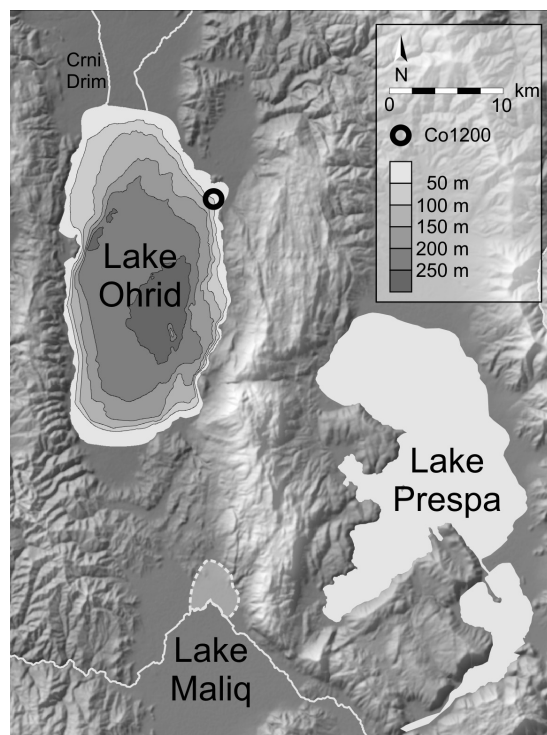 Crni
Drim
N
km
0 10
Co1200
50 m
100 m
150 m
200 m
250 m
Lake
Ohrid
Lake
Prespa
Lake
Maliq